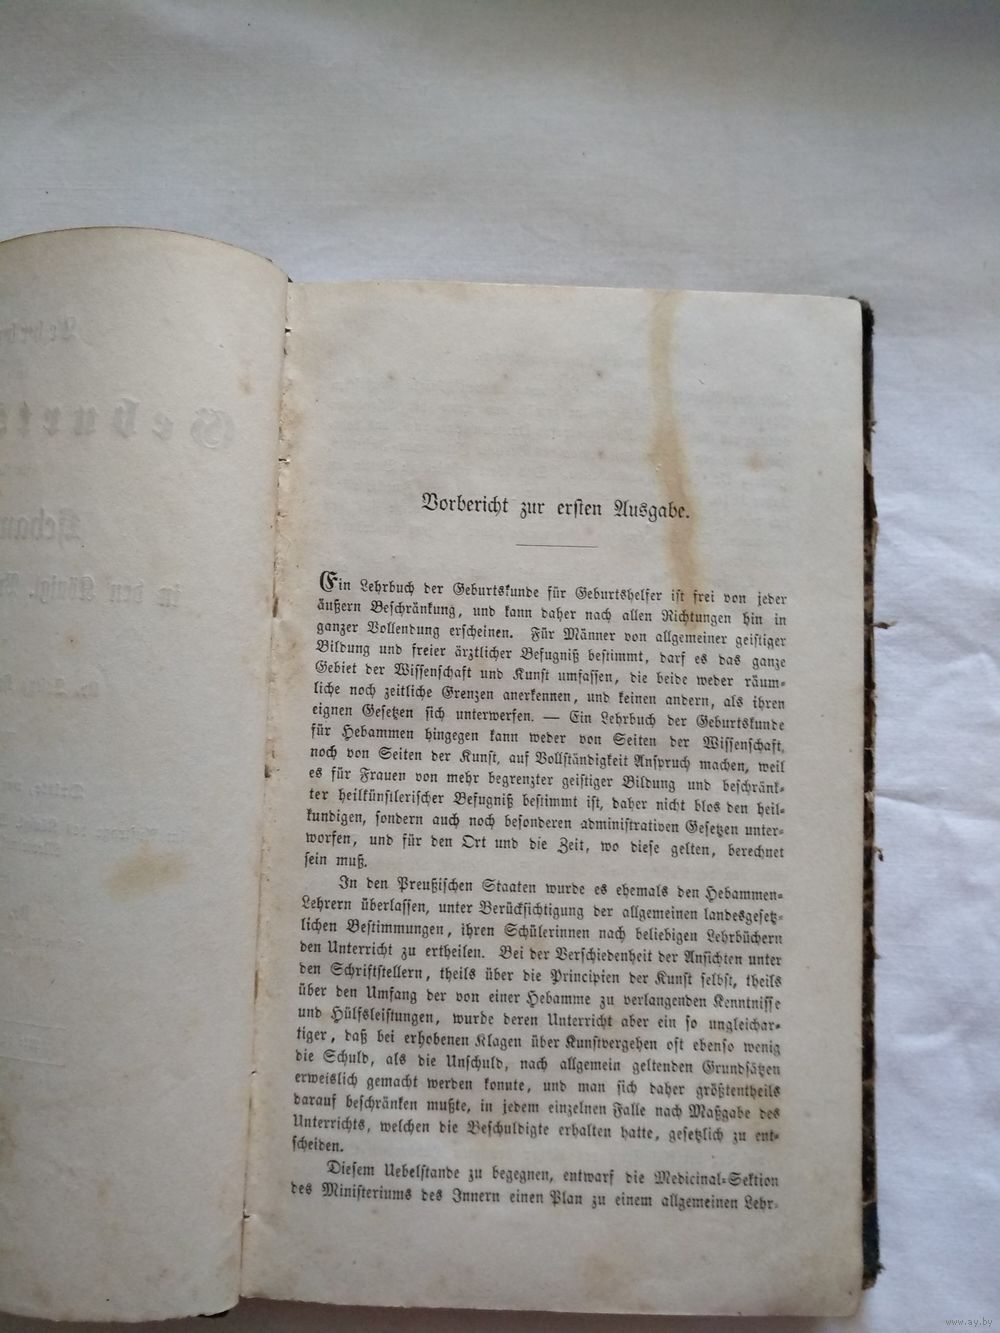 Vorbericht zur ersten Ausgabe.
Ein Lehrbuch der Geburtskunde für Geburtshelfer ist frei von jeder
äußern Beschränkung, und kann daher nach allen Richtungen hin in
ganzer Vollendung erscheinen. Für Männer von allgemeiner geistiger
Bildung und freier ärztlicher Befugniß bestimmt, darf es das ganze
Gebiet der Wissenschaft und Kunst umfassen, die beide weder räum-
liche noch zeitliche Grenzen anerkennen, und keinen andern, als ihren
eignen Gesetzen sich unterwerfen. — Ein Lehrbuch der Geburtskunde
für Hebammen hingegen kann weder von Seiten der Wissenschaft,
noch von Seiten der Kunst, auf Vollständigkeit Anspruch machen, weil
es für Frauen von mehr begrenzter geistiger Bildung und beschränk-
ter heilkünstlerischer Befugniß bestimmt ist, daher nicht blos den heil-
kundigen, sondern auch noch besonderen administrativen Gesetzen unter-
worfen, und für den Ort und die Zeit, wo diese gelten, berechnet
sein muß.
In den Preußischen Staaten wurde es ehemals den Hebammen-
Lehrern überlassen, unter Berücksichtigung der allgemeinen landesgesetz-
lichen Bestimmungen, ihren Schülerinnen nach beliebigen Lehrbüchern
den Unterricht zu ertheilen. Bei der Verschiedenheit der Ansichten unter
den Schriftstellern, theils über die Principien der Kunst selbst, theils
über den Umfang der von einer Hebamme zu verlangenden Kenntnisse
und Hülfsleistungen, wurde deren Unterricht aber ein so ungleichar-
tiger, daß bei erhobenen Klagen über Kunstvergehen oft ebenso wenig
die Schuld, als die Unschuld, nach allgemein geltenden Grundsätzen
erweislich gemacht werden konnte, und man sich daher größtentheils
darauf beschränken mußte, in jedem einzelnen Falle nach Maßgabe des
Unterrichts, welchen die Beschuldigte erhalten hatte, gesetzlich zu ent-
scheiden.
Diesem Uebelstande zu begegnen, entwarf die Medicinal-Sektion
des Ministeriums des Innern einen Plan zu einem allgemeinen Lehr-
www.ay.by